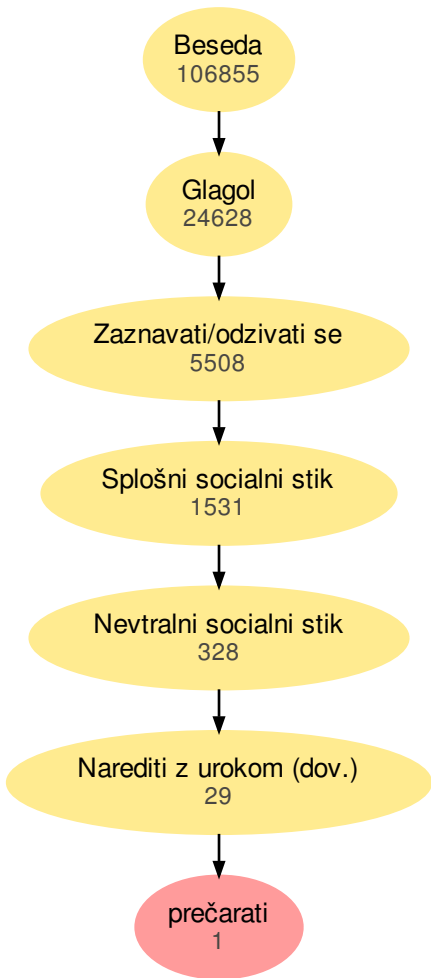 Beseda
106855
Glagol
24628
Zaznavati/odzivati se
5508
Splošni socialni stik
1531
Nevtralni socialni stik
328
Narediti z urokom (dov.)
29
prečarati
1